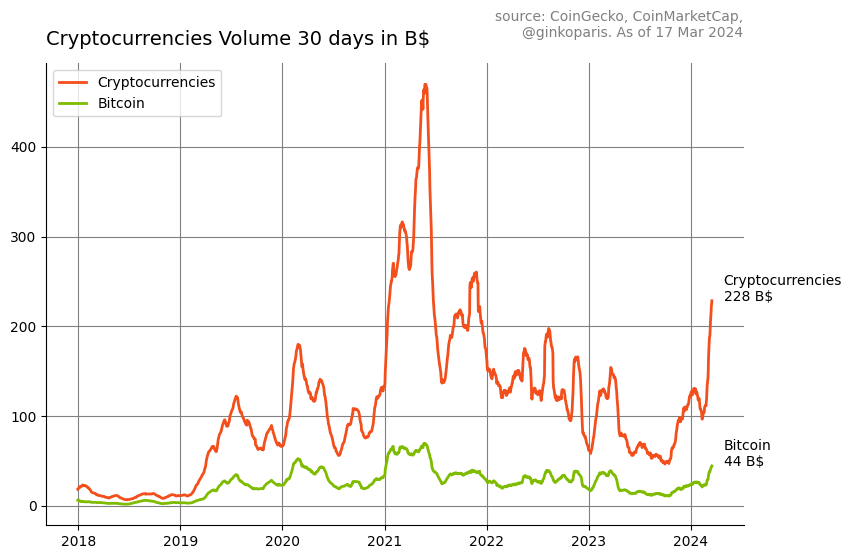 source: CoinGecko, CoinMarketCap,
@ginkoparis. As of 17 Mar 2024
Cryptocurrencies Volume 30 days in B$
Cryptocurrencies
Bitcoin
400
300
200
100
0
Cryptocurrencies
228 B$
Bitcoin
44 B$
2018
2019
2020
2021
2022
2023
2024